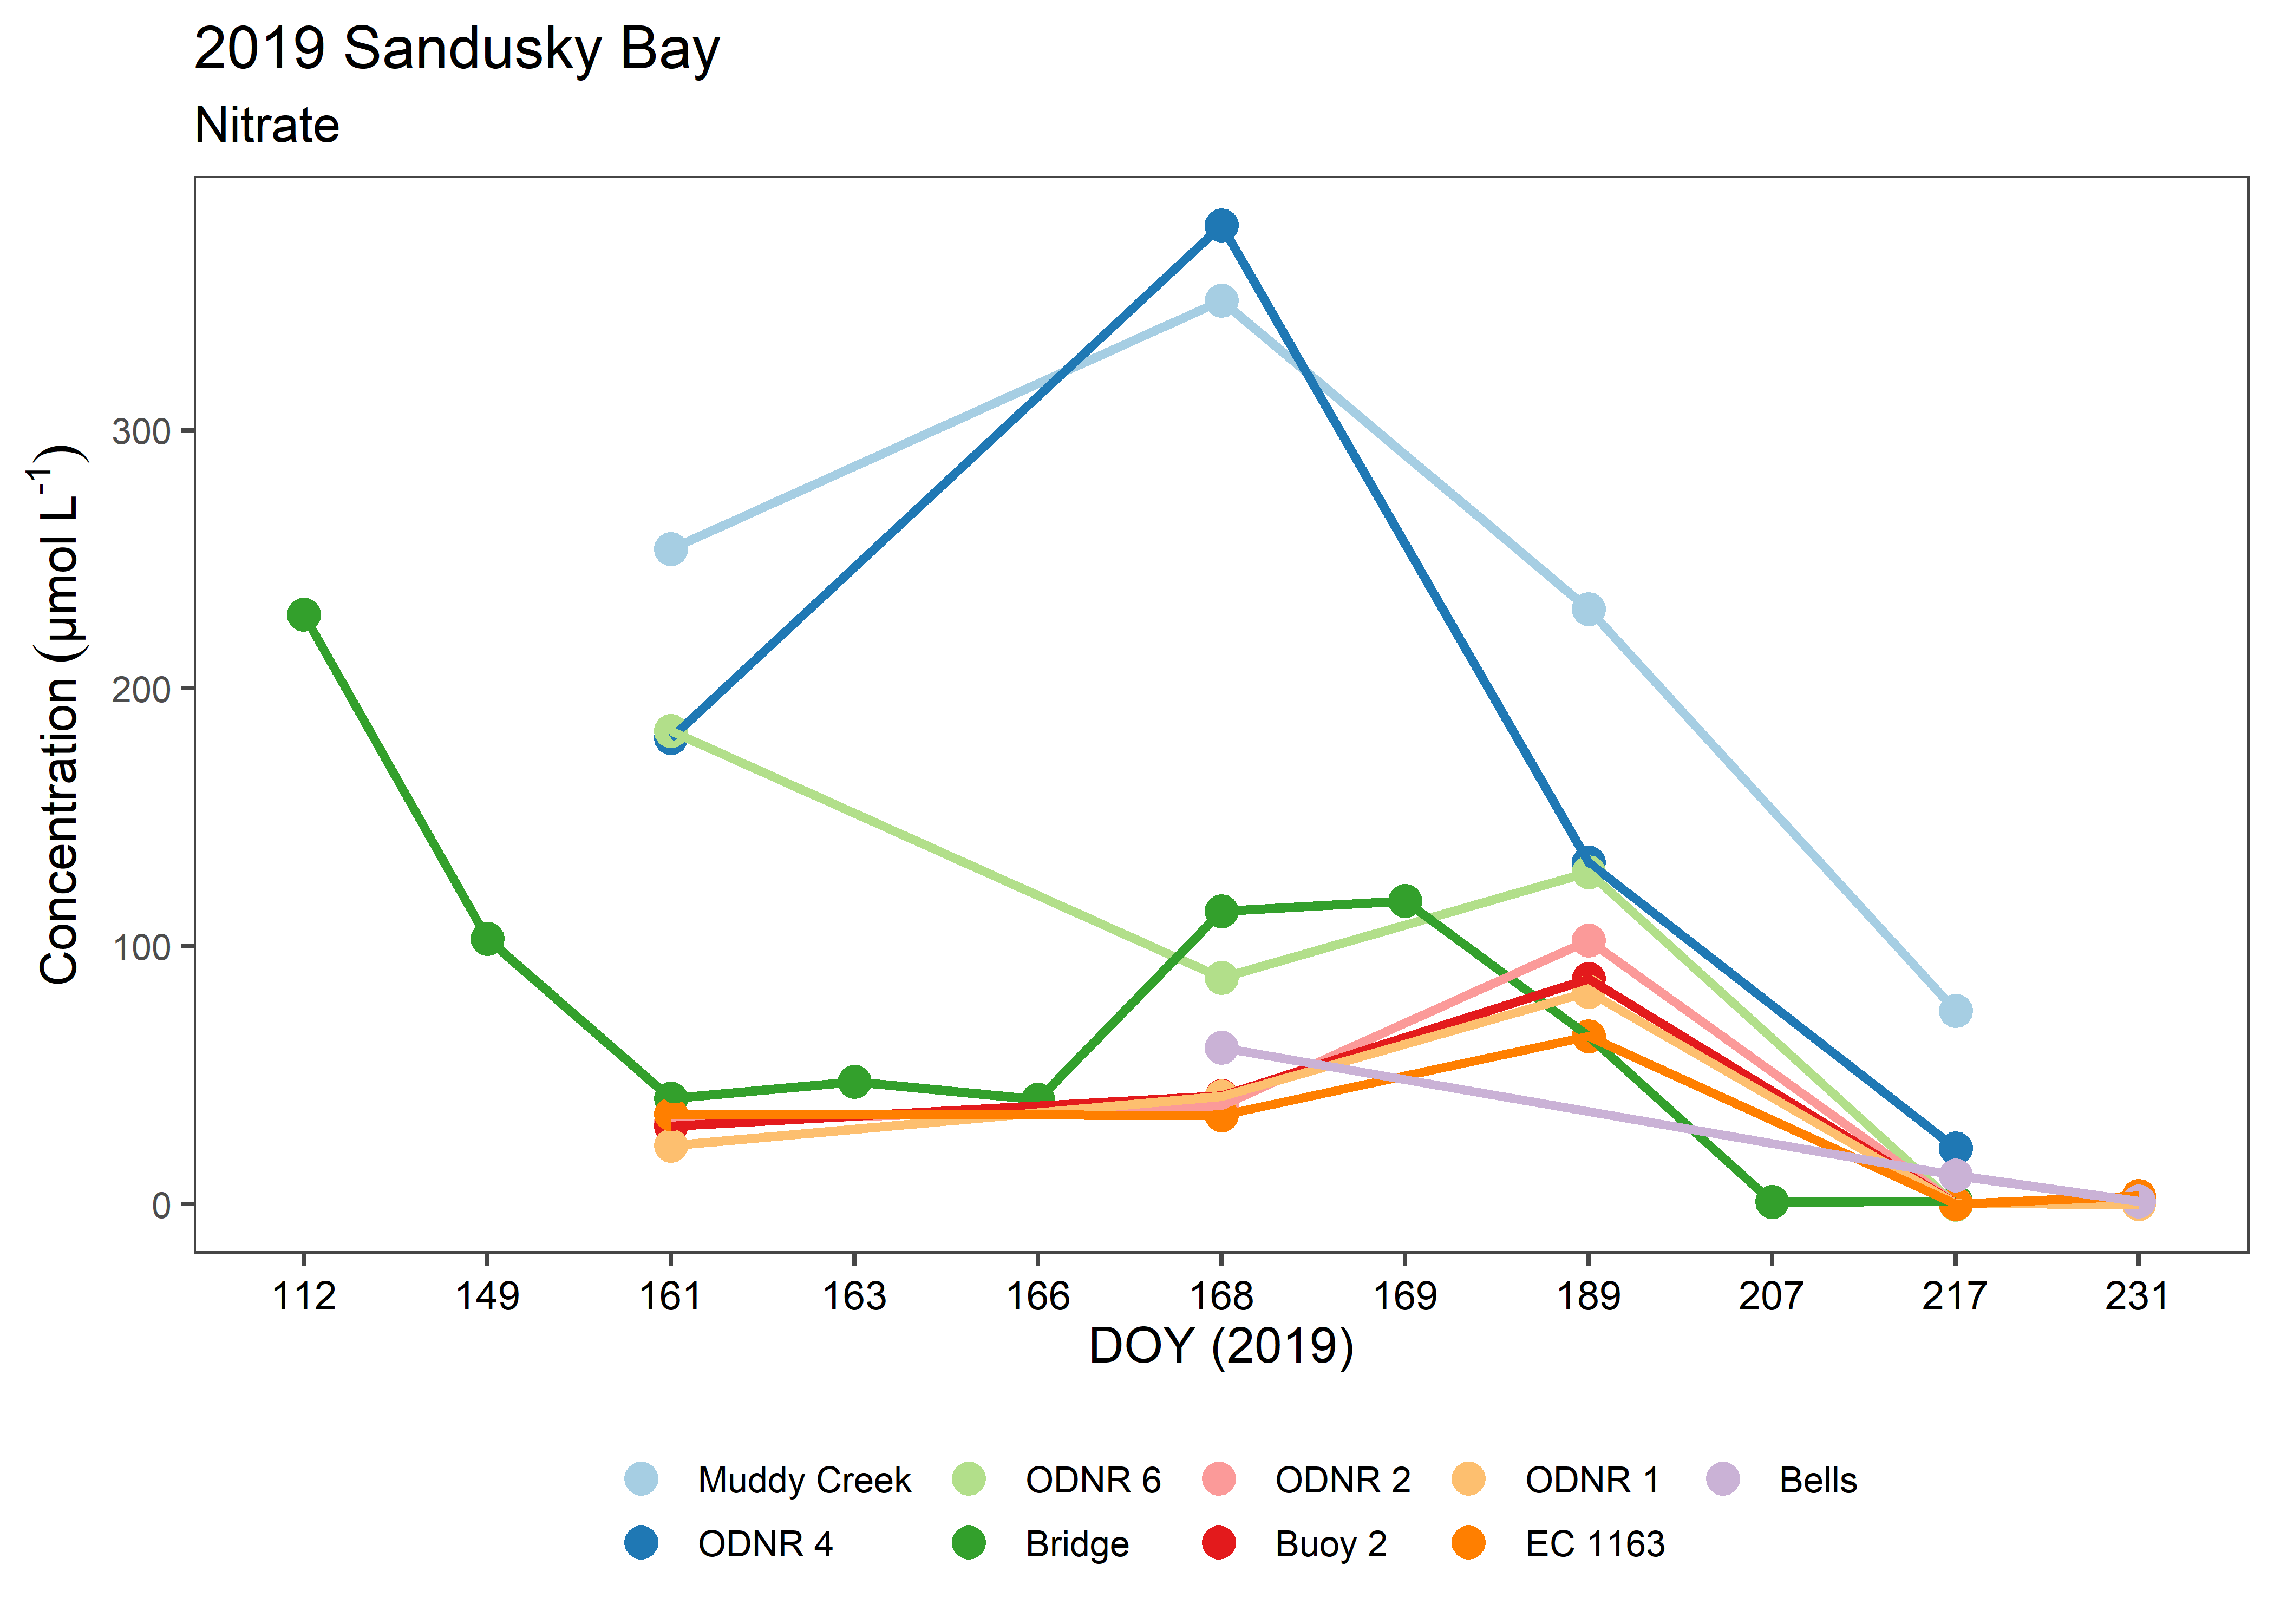 2019 Sandusky Bay
Nitrate
Concentration (µmol L⁻¹)
300
200
100
0
112 149 161 163 166 168 169 189 207 217 231
DOY (2019)
Muddy Creek ODNR 6 ODNR 2 ODNR 1 Bells
ODNR 4 Bridge Buoy 2 EC 1163